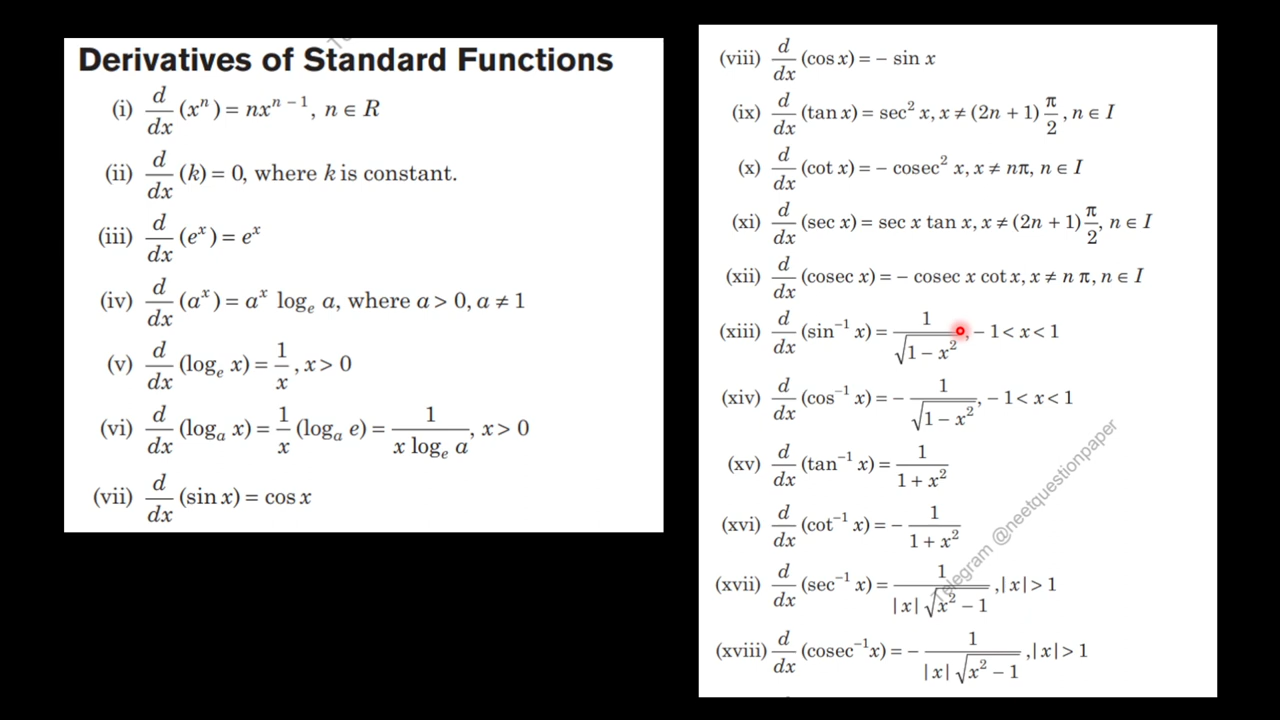 Derivatives of Standard Functions
(i) d/dx (xⁿ) = nxⁿ⁻¹, n ∈ R
(ii) d/dx (k) = 0, where k is constant.
(iii) d/dx (eˣ) = eˣ
(iv) d/dx (aˣ) = aˣ logₑ a, where a > 0, a ≠ 1
(v) d/dx (logₑ x) = 1/x, x > 0
(vi) d/dx (logₐ x) = 1/x (logₐ e) = 1/(x logₑ a), x > 0
(vii) d/dx (sin x) = cos x
(viii) d/dx (cos x) = − sin x
(ix) d/dx (tan x) = sec² x, x ≠ (2n + 1) π/2, n ∈ I
(x) d/dx (cot x) = − cosec² x, x ≠ nπ, n ∈ I
(xi) d/dx (sec x) = sec x tan x, x ≠ (2n + 1) π/2, n ∈ I
(xii) d/dx (cosec x) = − cosec x cot x, x ≠ n π, n ∈ I
(xiii) d/dx (sin⁻¹ x) = 1/√(1 − x²), − 1 < x < 1
(xiv) d/dx (cos⁻¹ x) = − 1/√(1 − x²), − 1 < x < 1
(xv) d/dx (tan⁻¹ x) = 1/(1 + x²)
(xvi) d/dx (cot⁻¹ x) = − 1/(1 + x²)
(xvii) d/dx (sec⁻¹ x) = 1/(|x| √(x² − 1)), |x| > 1
(xviii) d/dx (cosec⁻¹x) = − 1/(|x| √(x² − 1)), |x| > 1
Telegram @neetquestionpaper